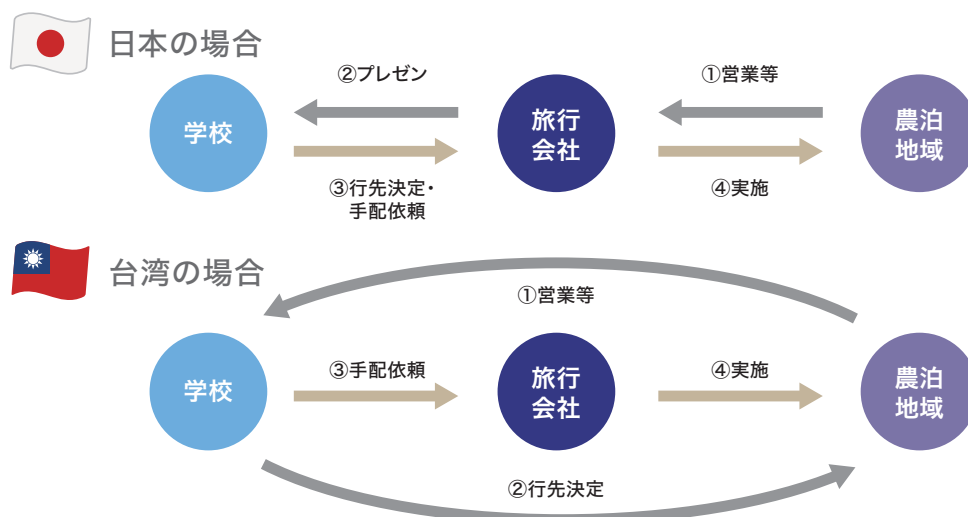 日本の場合
②プレゼン
①営業等
学校
旅行
会社
農泊
地域
③行先決定・
手配依頼
④実施
台湾の場合
①営業等
学校
③手配依頼
旅行
会社
④実施
農泊
地域
②行先決定